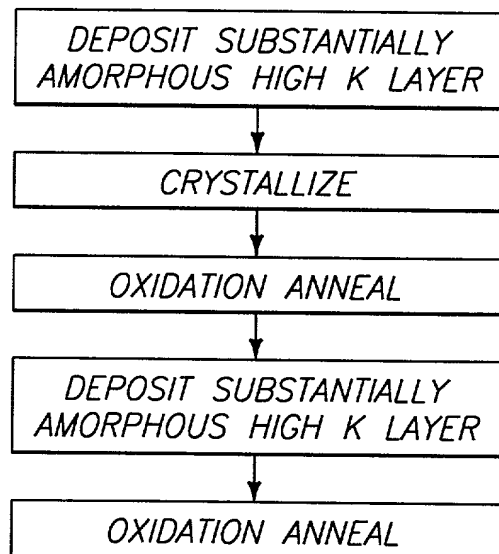 DEPOSIT SUBSTANTIALLY
AMORPHOUS HIGH K LAYER
CRYSTALLIZE
OXIDATION ANNEAL
DEPOSIT SUBSTANTIALLY
AMORPHOUS HIGH K LAYER
OXIDATION ANNEAL